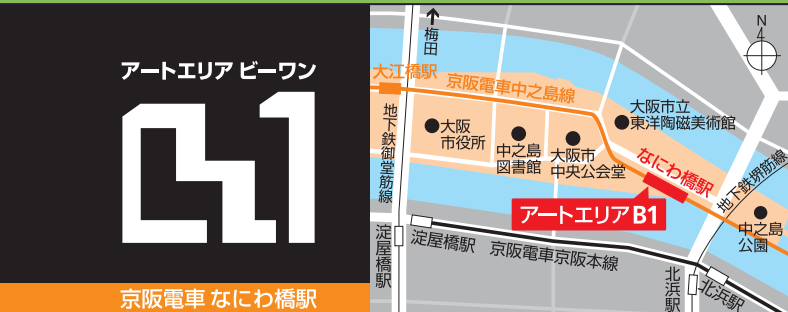 アートエリア ビーワン
B1
京阪電車 なにわ橋駅
梅田
N
大江橋駅
京阪電車中之島線
大阪市立
東洋陶磁美術館
地下鉄御堂筋線
大阪
市役所
中之島
図書館
大阪市
中央公会堂
なにわ橋駅
地下鉄堺筋線
アートエリアB1
中之島
公園
淀屋橋駅
淀屋橋駅
京阪電車京阪本線
北浜駅
北浜駅